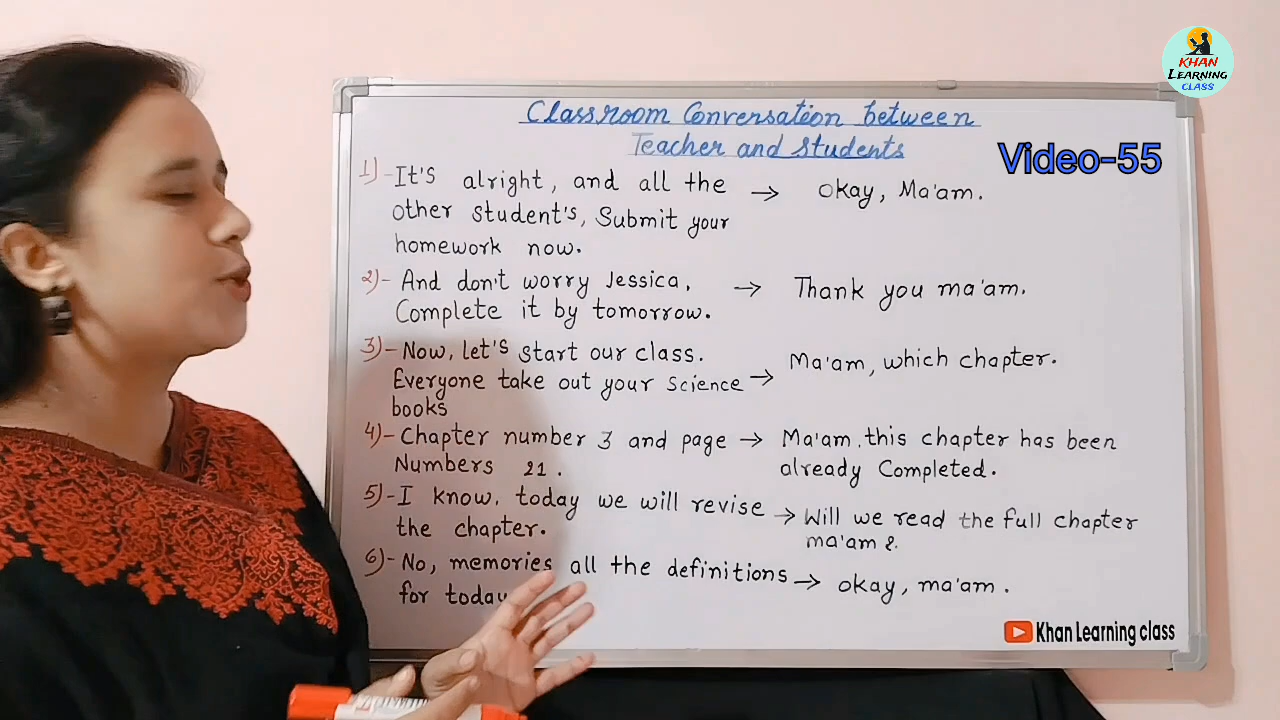 KHAN
LEARNING
CLASS
Classroom Conversation between
Teacher and Students
Video-55
1)- It's alright, and all the → okay, Ma'am.
other student's, Submit your
homework now.
2)- And don't worry Jessica, → Thank you ma'am.
Complete it by tomorrow.
3)- Now, let's start our class. → Ma'am, which chapter.
Everyone take out your Science
books
4)- Chapter number 3 and page → Ma'am, this chapter has been
Numbers 21. already Completed.
5)- I know, today we will revise → Will we read the full chapter
the chapter. ma'am ?
6)- No, memories all the definitions → okay, ma'am.
for today
Khan Learning class